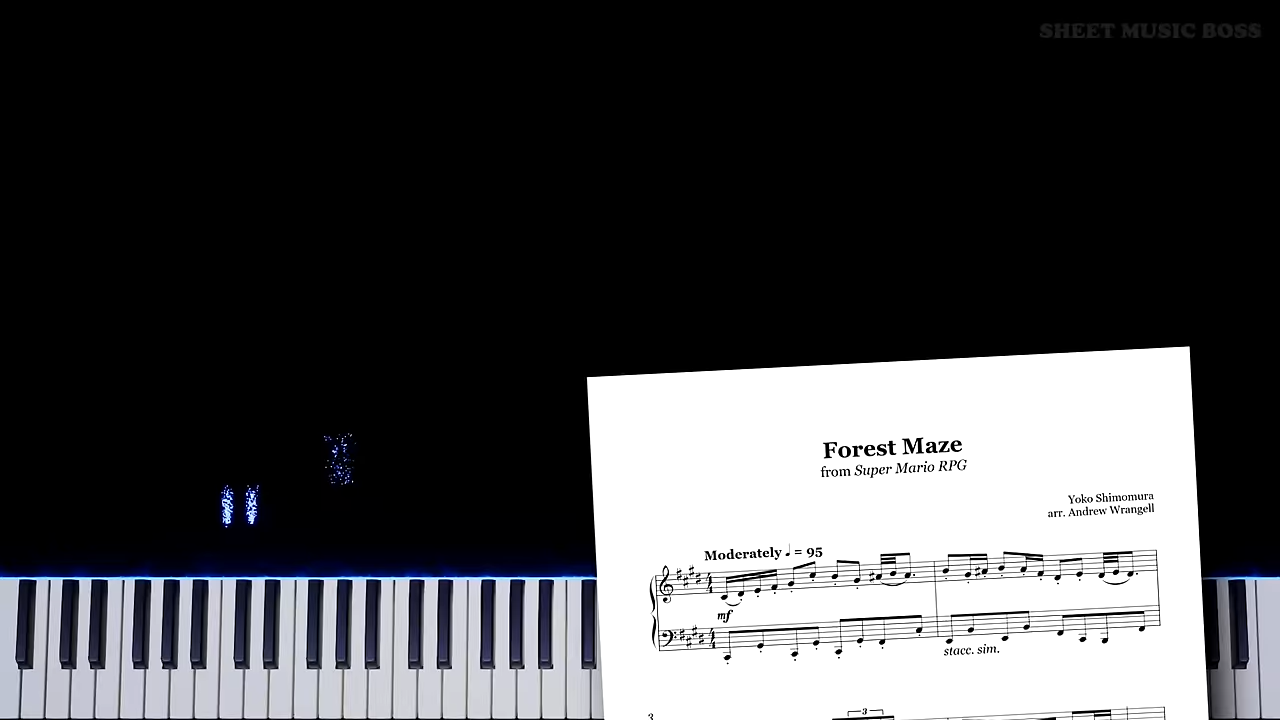 SHEET MUSIC BOSS
Forest Maze
from Super Mario RPG
Yoko Shimomura
arr. Andrew Wrangell
Moderately ♩ = 95
mf
stacc. sim.
3
3